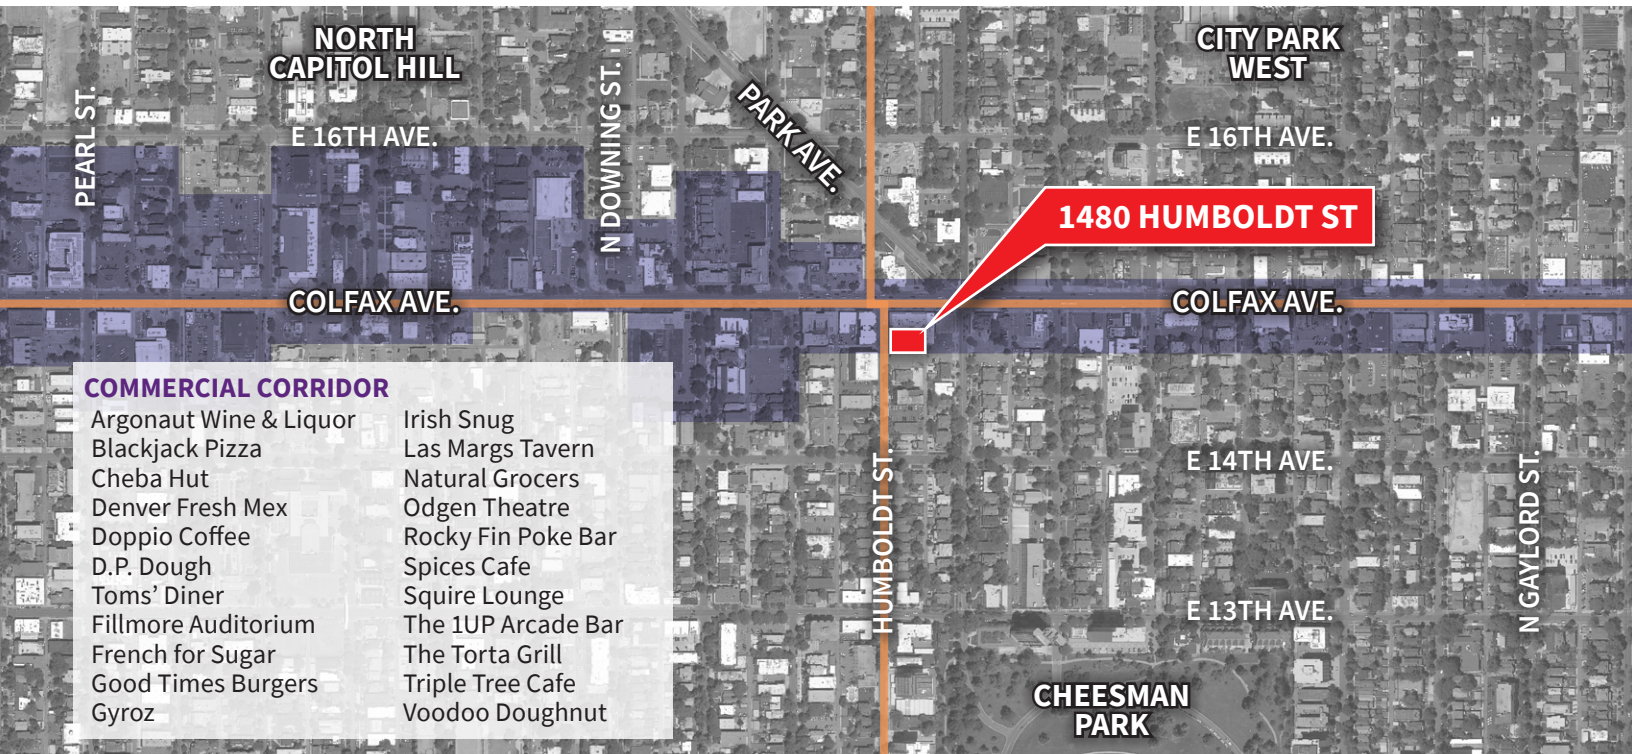 NORTH
CAPITOL HILL
CITY PARK
WEST
PEARL ST.
N DOWNING ST.
PARK AVE.
E 16TH AVE.
E 16TH AVE.
1480 HUMBOLDT ST
COLFAX AVE.
COLFAX AVE.
COMMERCIAL CORRIDOR
Argonaut Wine & Liquor
Blackjack Pizza
Cheba Hut
Denver Fresh Mex
Doppio Coffee
D.P. Dough
Toms’ Diner
Fillmore Auditorium
French for Sugar
Good Times Burgers
Gyroz
Irish Snug
Las Margs Tavern
Natural Grocers
Odgen Theatre
Rocky Fin Poke Bar
Spices Cafe
Squire Lounge
The 1UP Arcade Bar
The Torta Grill
Triple Tree Cafe
Voodoo Doughnut
HUMBOLDT ST.
E 14TH AVE.
N GAYLORD ST.
E 13TH AVE.
CHEESMAN
PARK